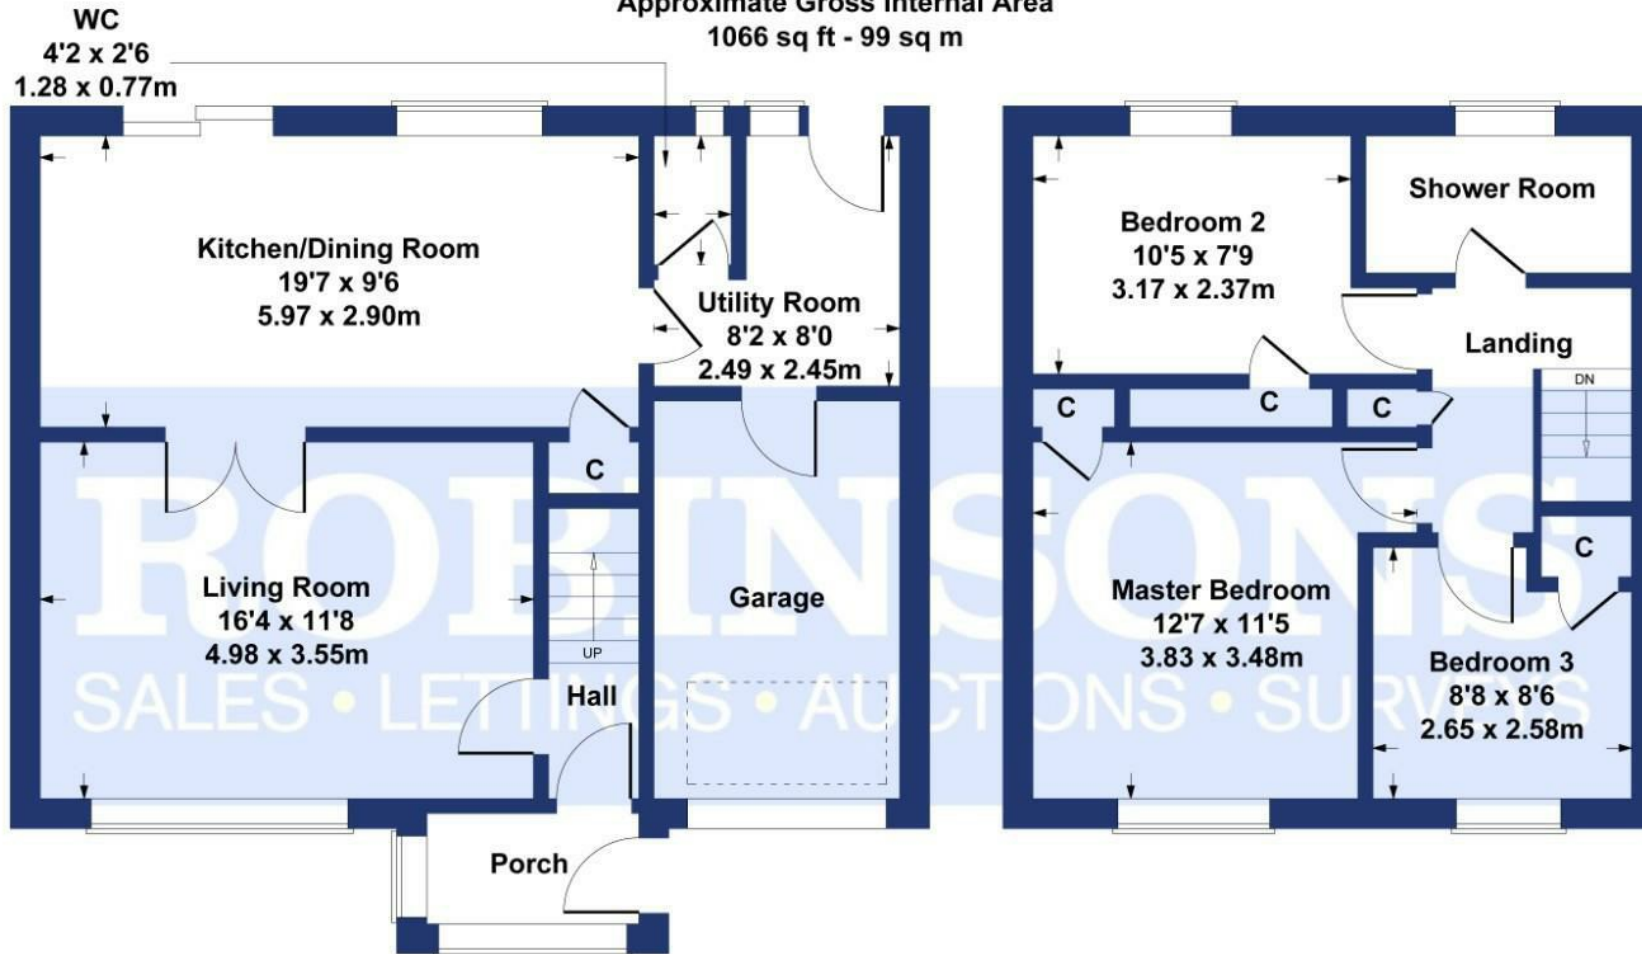 Approximate Gross Internal Area
1066 sq ft - 99 sq m
WC
4'2 x 2'6
1.28 x 0.77m
Kitchen/Dining Room
19'7 x 9'6
5.97 x 2.90m
Utility Room
8'2 x 8'0
2.49 x 2.45m
C
Living Room
16'4 x 11'8
4.98 x 3.55m
UP
Hall
Garage
Porch
Bedroom 2
10'5 x 7'9
3.17 x 2.37m
Shower Room
Landing
DN
C
C
C
C
Master Bedroom
12'7 x 11'5
3.83 x 3.48m
Bedroom 3
8'8 x 8'6
2.65 x 2.58m
ROBINSONS
SALES • LETTINGS • AUCTIONS • SURVEYS